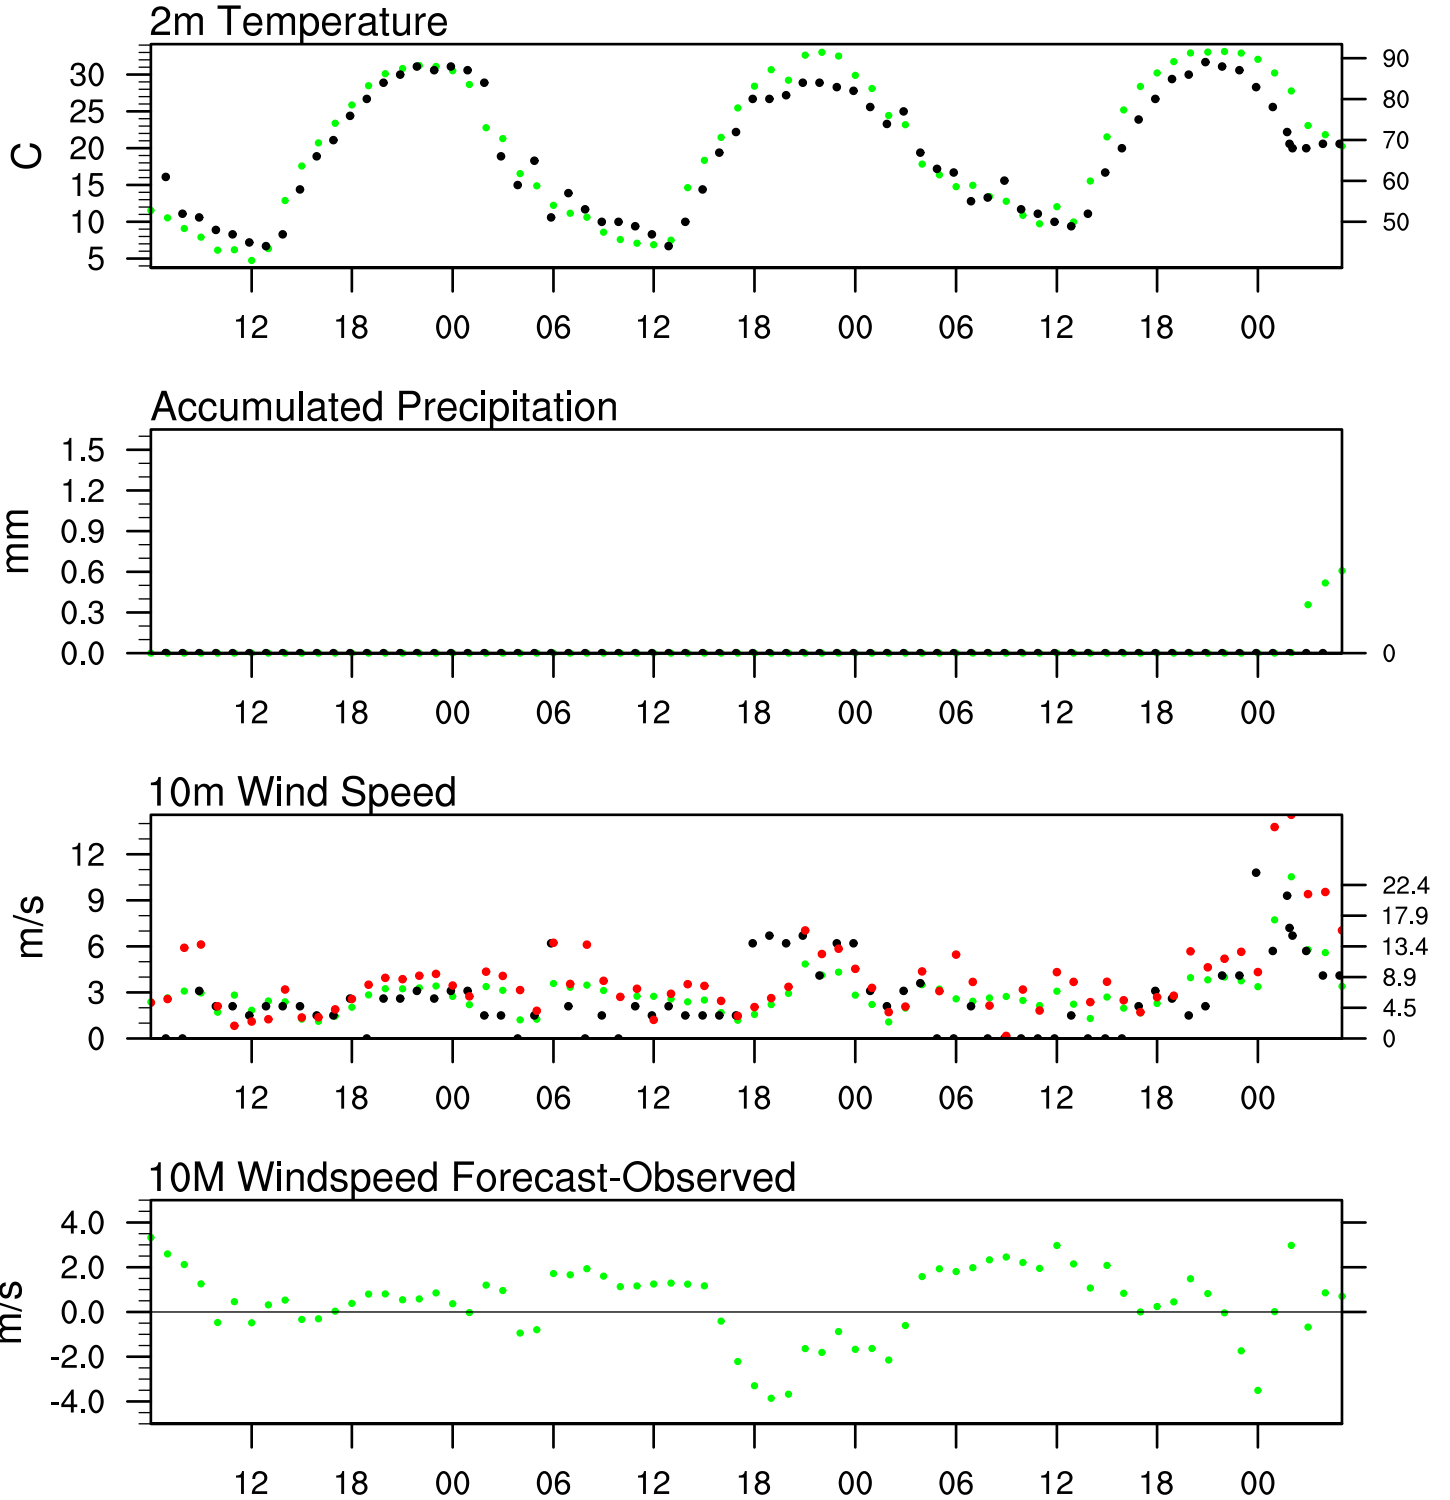 2m Temperature
C
30
25
20
15
10
5
90
80
70
60
50
12 18 00 06 12 18 00 06 12 18 00
Accumulated Precipitation
mm
1.5
1.2
0.9
0.6
0.3
0.0
0
12 18 00 06 12 18 00 06 12 18 00
10m Wind Speed
m/s
12
9
6
3
0
22.4
17.9
13.4
8.9
4.5
0
12 18 00 06 12 18 00 06 12 18 00
10M Windspeed Forecast-Observed
m/s
4.0
2.0
0.0
-2.0
-4.0
12 18 00 06 12 18 00 06 12 18 00